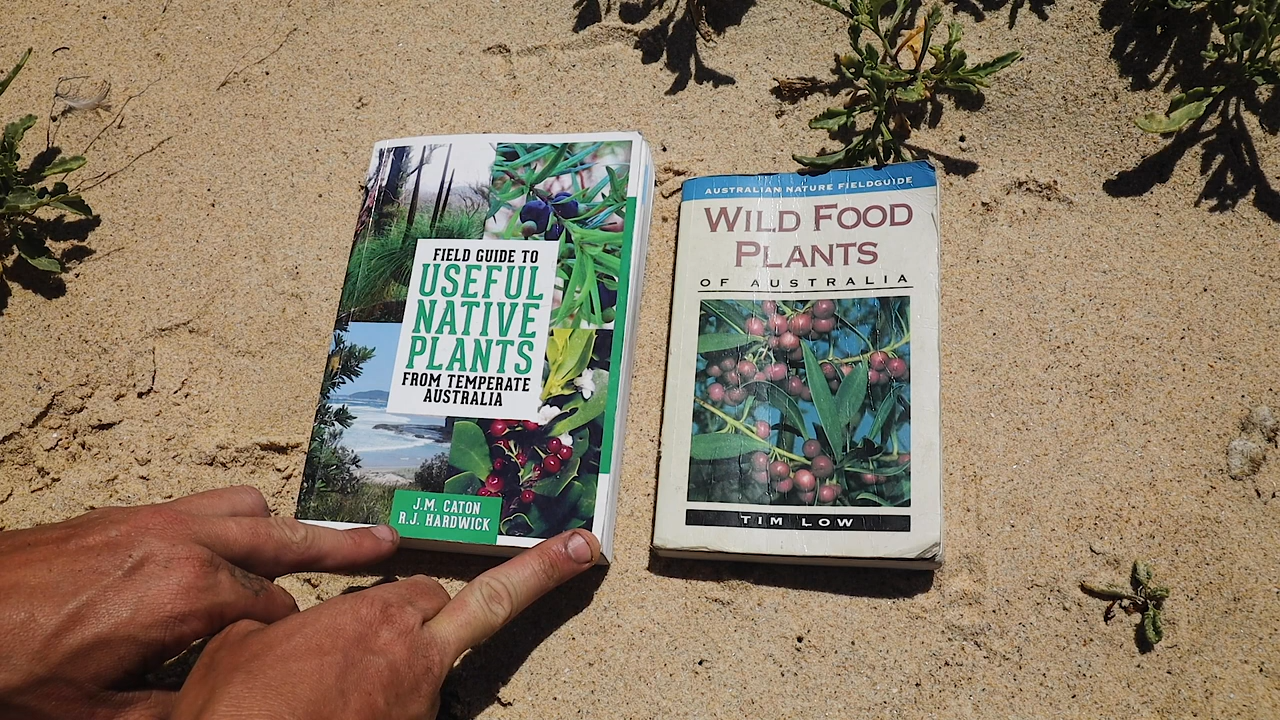 FIELD GUIDE TO
USEFUL
NATIVE
PLANTS
FROM TEMPERATE
AUSTRALIA
J.M. CATON
R.J. HARDWICK
AUSTRALIAN NATURE FIELDGUIDE
WILD FOOD
PLANTS
OF AUSTRALIA
TIM LOW